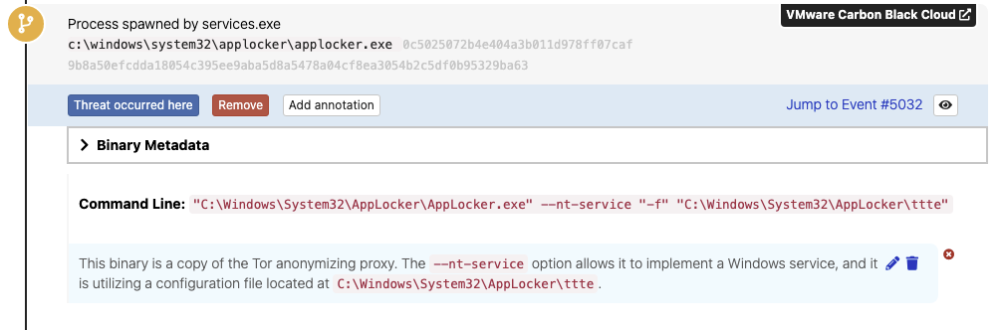 VMware Carbon Black Cloud
Process spawned by services.exe
c:\windows\system32\applocker\applocker.exe 0c5025072b4e404a3b011d978ff07caf
9b8a50efcdda18054c395ee9aba5d8a5478a04cf8ea3054b2c5df0b95329ba63
Threat occurred here Remove Add annotation Jump to Event #5032
Binary Metadata
Command Line: "C:\Windows\System32\AppLocker\AppLocker.exe" --nt-service "-f" "C:\Windows\System32\AppLocker\ttte"
This binary is a copy of the Tor anonymizing proxy. The --nt-service option allows it to implement a Windows service, and it
is utilizing a configuration file located at C:\Windows\System32\AppLocker\ttte .